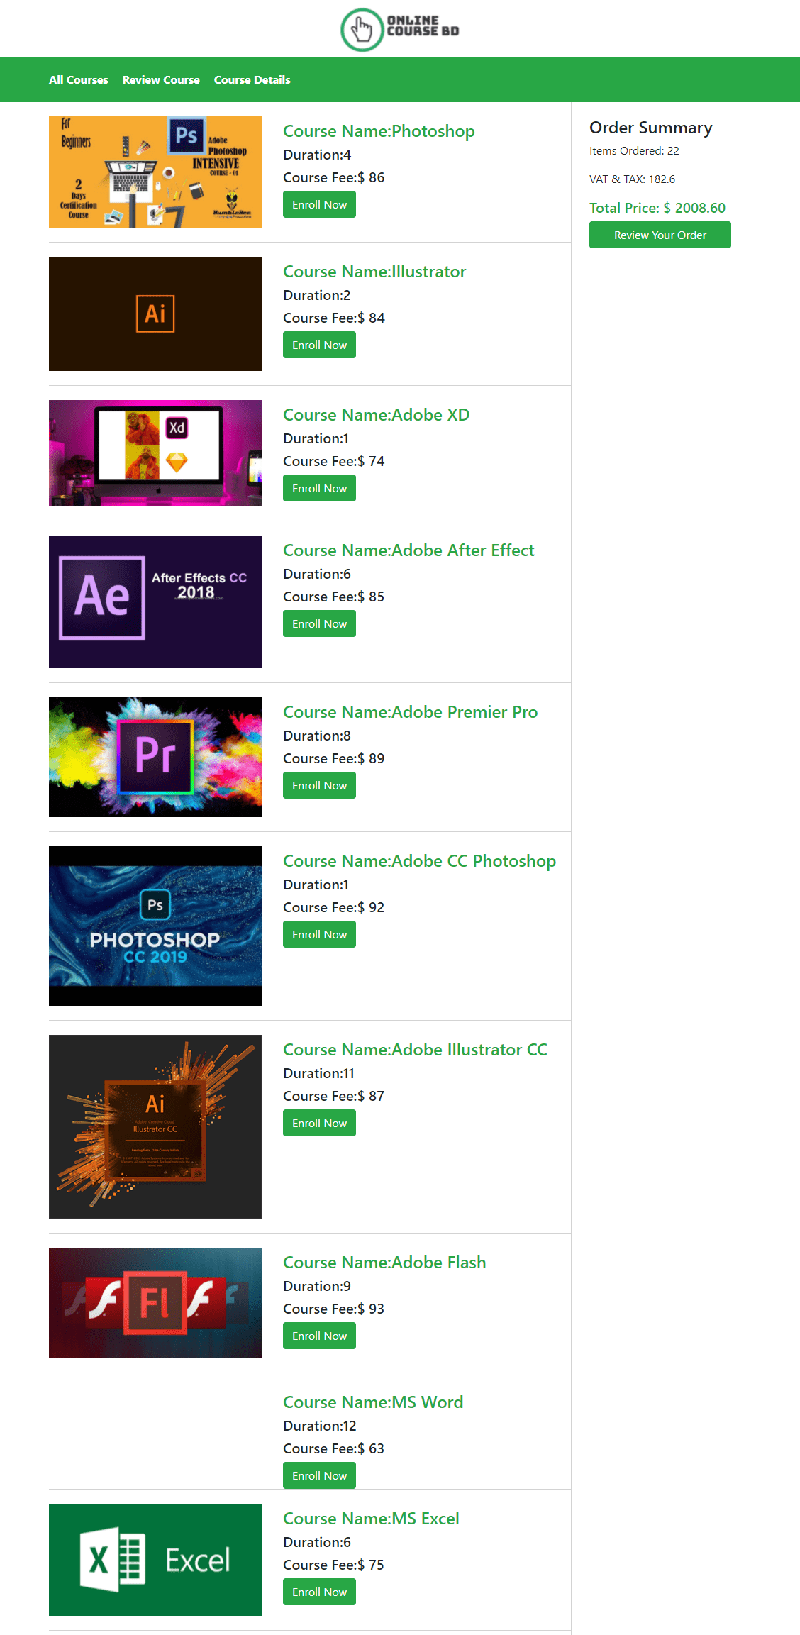 ONLINE
COURSE BD
All Courses Review Course Course Details
For
Beginners
Ps
Adobe
Photoshop
INTENSIVE
COURSE - 01
2
Days
Certification
Course
Course Name:Photoshop
Duration:4
Course Fee:$ 86
Enroll Now
Order Summary
Items Ordered: 22
VAT & TAX: 182.6
Total Price: $ 2008.60
Review Your Order
Ai
Course Name:Illustrator
Duration:2
Course Fee:$ 84
Enroll Now
Xd
Course Name:Adobe XD
Duration:1
Course Fee:$ 74
Enroll Now
Ae
After Effects CC
2018
Course Name:Adobe After Effect
Duration:6
Course Fee:$ 85
Enroll Now
Pr
Course Name:Adobe Premier Pro
Duration:8
Course Fee:$ 89
Enroll Now
Ps
PHOTOSHOP
CC 2019
Course Name:Adobe CC Photoshop
Duration:1
Course Fee:$ 92
Enroll Now
Ai
Illustrator CC
Course Name:Adobe Illustrator CC
Duration:11
Course Fee:$ 87
Enroll Now
Fl
Course Name:Adobe Flash
Duration:9
Course Fee:$ 93
Enroll Now
Course Name:MS Word
Duration:12
Course Fee:$ 63
Enroll Now
X Excel
Course Name:MS Excel
Duration:6
Course Fee:$ 75
Enroll Now